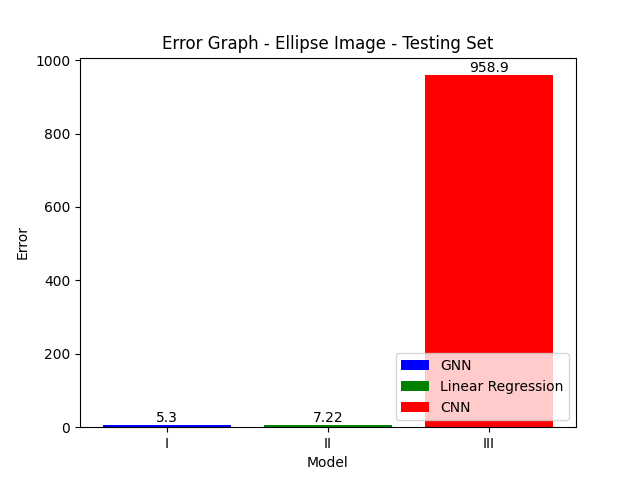 Error Graph - Ellipse Image - Testing Set
1000
800
600
400
200
0
Error
5.3
7.22
958.9
GNN
Linear Regression
CNN
I
II
III
Model